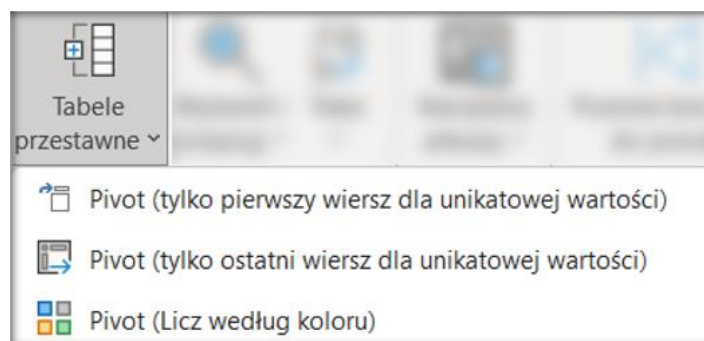 Tabele
przestawne
Pivot (tylko pierwszy wiersz dla unikatowej wartości)
Pivot (tylko ostatni wiersz dla unikatowej wartości)
Pivot (Licz według koloru)